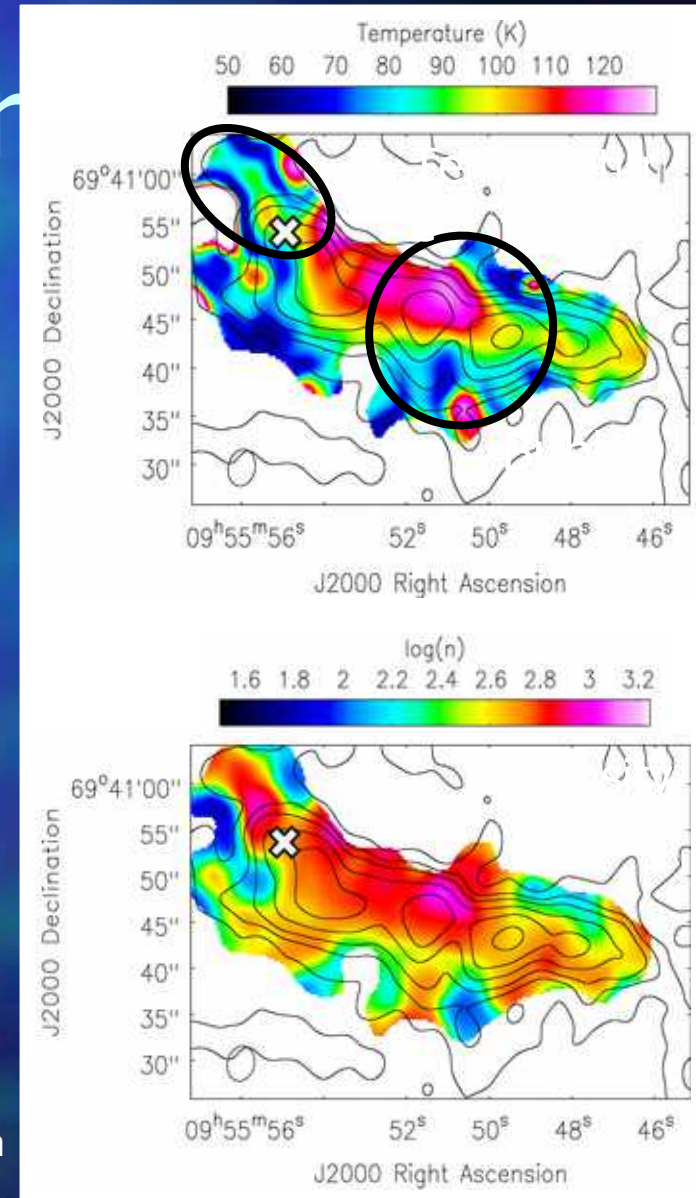 Temperature (K)
50 60 70 80 90 100 110 120
69°41'00"
55"
50"
45"
40"
35"
30"
J2000 Declination
09ʰ55ᵐ56ˢ 52ˢ 50ˢ 48ˢ 46ˢ
J2000 Right Ascension
log(n)
1.6 1.8 2 2.2 2.4 2.6 2.8 3 3.2
69°41'00"
55"
50"
45"
40"
35"
30"
J2000 Declination
09ʰ55ᵐ56ˢ 52ˢ 50ˢ 48ˢ 46ˢ
J2000 Right Ascension